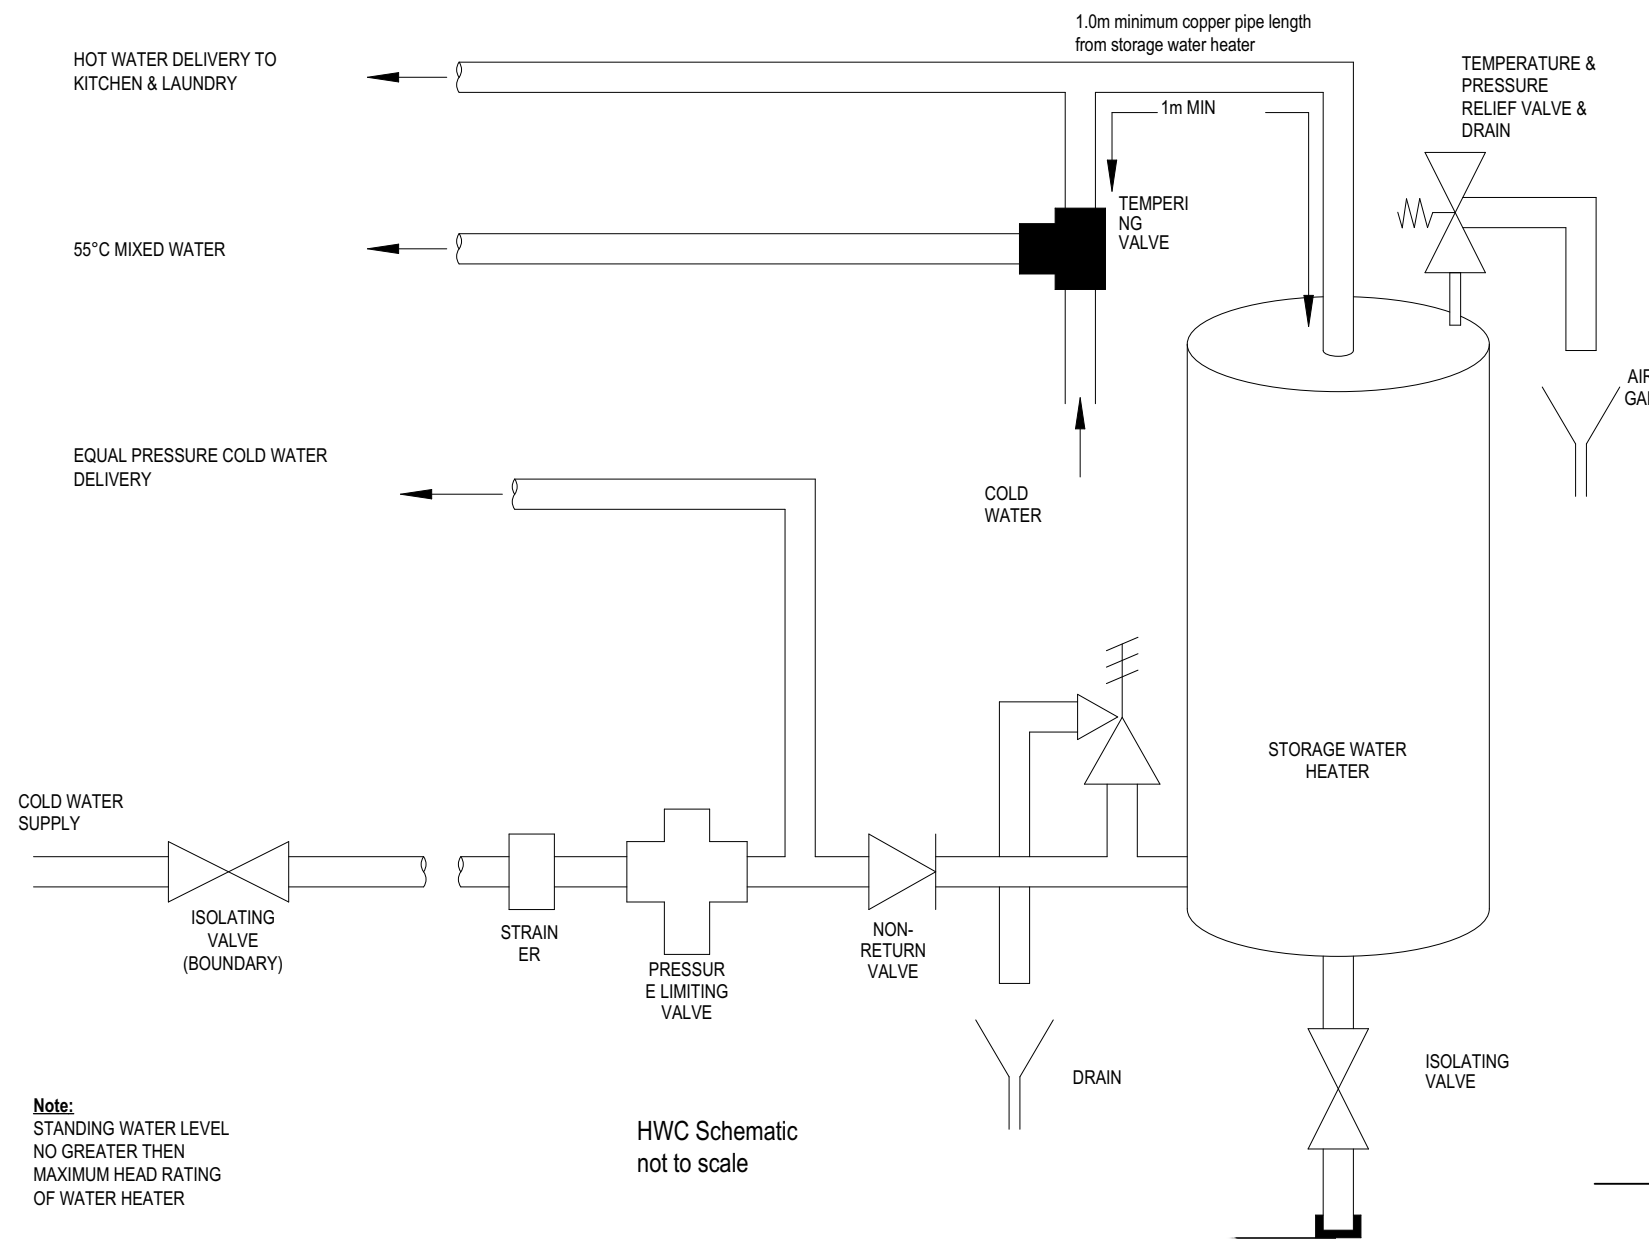 1.0m minimum copper pipe length
from storage water heater
HOT WATER DELIVERY TO
KITCHEN & LAUNDRY
TEMPERATURE &
PRESSURE
RELIEF VALVE &
DRAIN
1m MIN
TEMPERI
NG
VALVE
55°C MIXED WATER
AIR
EQUAL PRESSURE COLD WATER
DELIVERY
COLD
WATER
STORAGE WATER
HEATER
COLD WATER
SUPPLY
ISOLATING
VALVE
(BOUNDARY)
STRAIN
ER
PRESSUR
E LIMITING
VALVE
NON-
RETURN
VALVE
DRAIN
ISOLATING
VALVE
Note:
STANDING WATER LEVEL
NO GREATER THEN
MAXIMUM HEAD RATING
OF WATER HEATER
HWC Schematic
not to scale